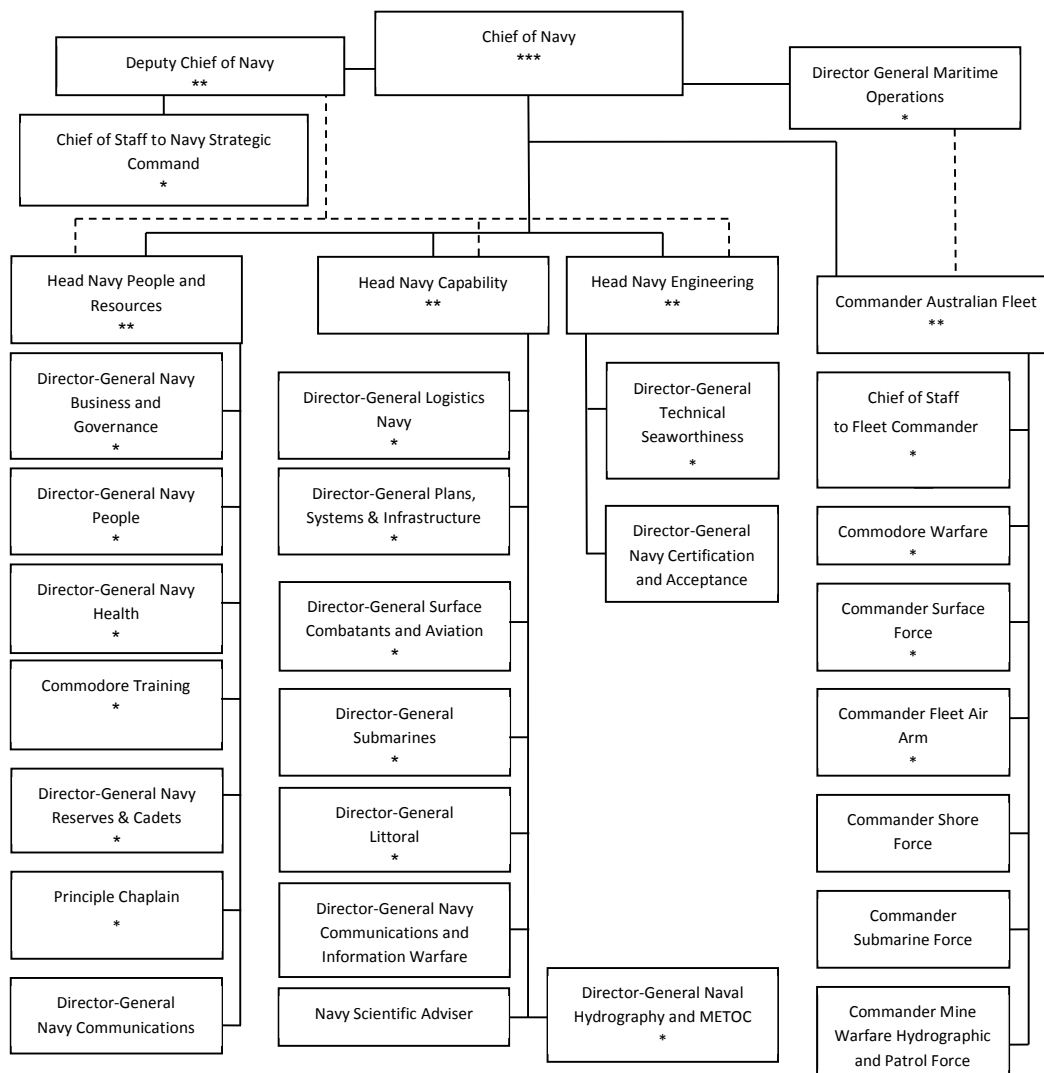 Chief of Navy
***
Deputy Chief of Navy
**
Director General Maritime
Operations
*
Chief of Staff to Navy Strategic
Command
*
Head Navy People and
Resources
**
Head Navy Capability
**
Head Navy Engineering
**
Commander Australian Fleet
**
Director-General Navy
Business and
Governance
*
Director-General Navy
People
*
Director-General Navy
Health
*
Commodore Training
*
Director-General Navy
Reserves & Cadets
*
Principle Chaplain
*
Director-General
Navy Communications
Director-General Logistics
Navy
*
Director-General Plans,
Systems & Infrastructure
*
Director-General Surface
Combatants and Aviation
*
Director-General
Submarines
*
Director-General
Littoral
*
Director-General Navy
Communications and
Information Warfare
Navy Scientific Adviser
Director-General Naval
Hydrography and METOC
*
Director-General
Technical
Seaworthiness
*
Director-General
Navy Certification
and Acceptance
Chief of Staff
to Fleet Commander
*
Commodore Warfare
*
Commander Surface
Force
*
Commander Fleet Air
Arm
*
Commander Shore
Force
Commander
Submarine Force
Commander Mine
Warfare Hydrographic
and Patrol Force